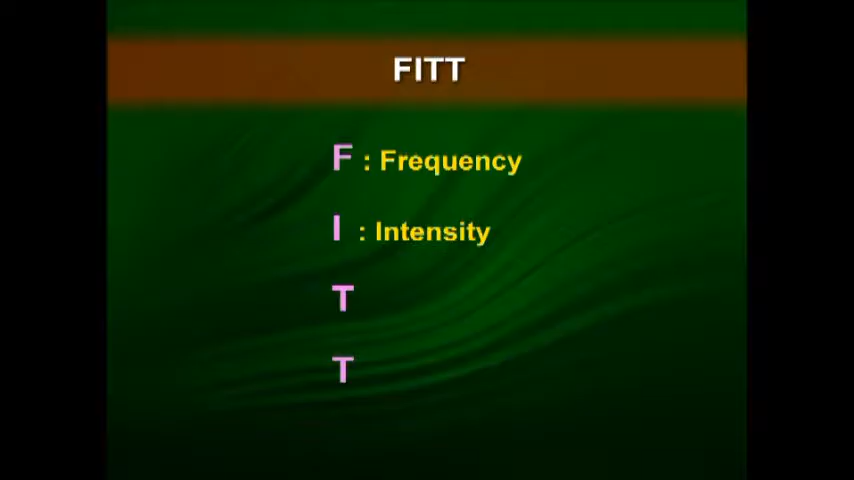 FITT
F : Frequency
I : Intensity
T
T